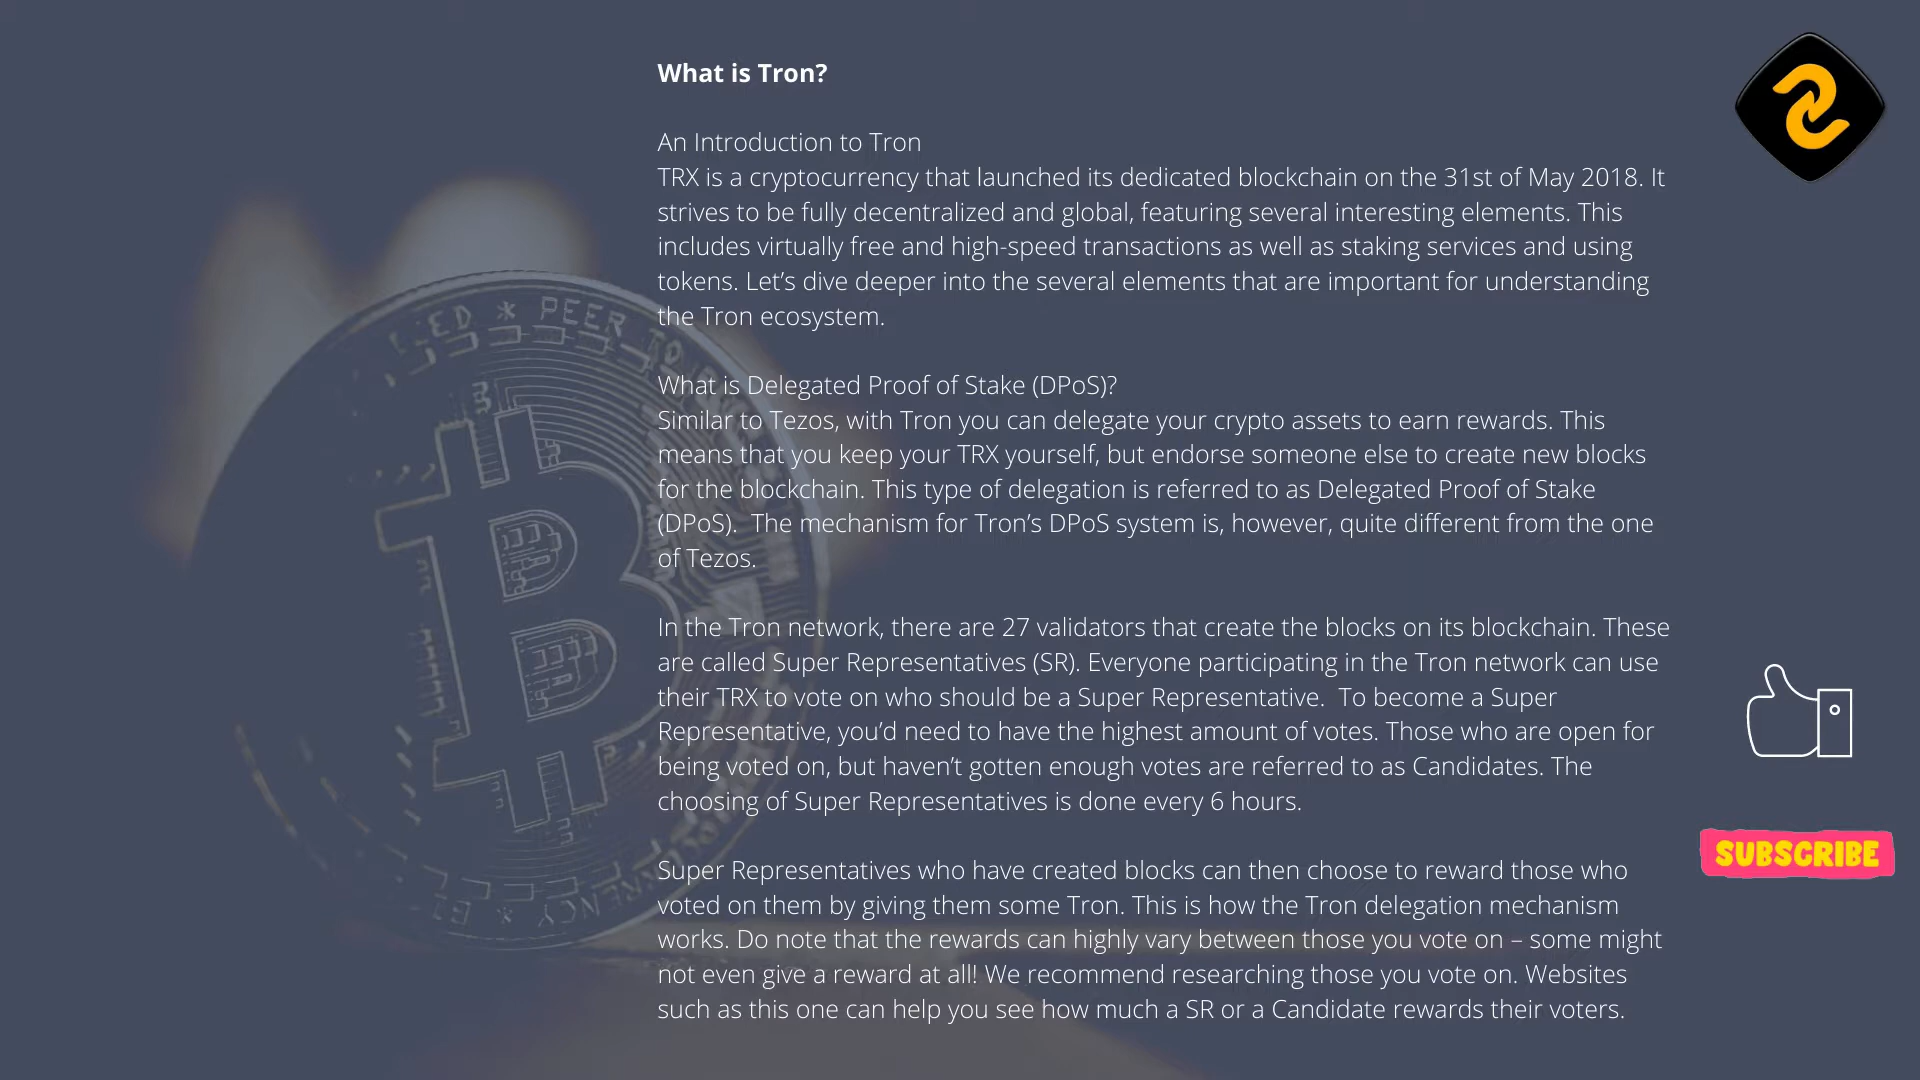 What is Tron?
An Introduction to Tron
TRX is a cryptocurrency that launched its dedicated blockchain on the 31st of May 2018. It
strives to be fully decentralized and global, featuring several interesting elements. This
includes virtually free and high-speed transactions as well as staking services and using
tokens. Let’s dive deeper into the several elements that are important for understanding
the Tron ecosystem.
What is Delegated Proof of Stake (DPoS)?
Similar to Tezos, with Tron you can delegate your crypto assets to earn rewards. This
means that you keep your TRX yourself, but endorse someone else to create new blocks
for the blockchain. This type of delegation is referred to as Delegated Proof of Stake
(DPoS).  The mechanism for Tron’s DPoS system is, however, quite different from the one
of Tezos.
In the Tron network, there are 27 validators that create the blocks on its blockchain. These
are called Super Representatives (SR). Everyone participating in the Tron network can use
their TRX to vote on who should be a Super Representative.  To become a Super
Representative, you’d need to have the highest amount of votes. Those who are open for
being voted on, but haven’t gotten enough votes are referred to as Candidates. The
choosing of Super Representatives is done every 6 hours.
Super Representatives who have created blocks can then choose to reward those who
voted on them by giving them some Tron. This is how the Tron delegation mechanism
works. Do note that the rewards can highly vary between those you vote on – some might
not even give a reward at all! We recommend researching those you vote on. Websites
such as this one can help you see how much a SR or a Candidate rewards their voters.
SUBSCRIBE
PEER TO